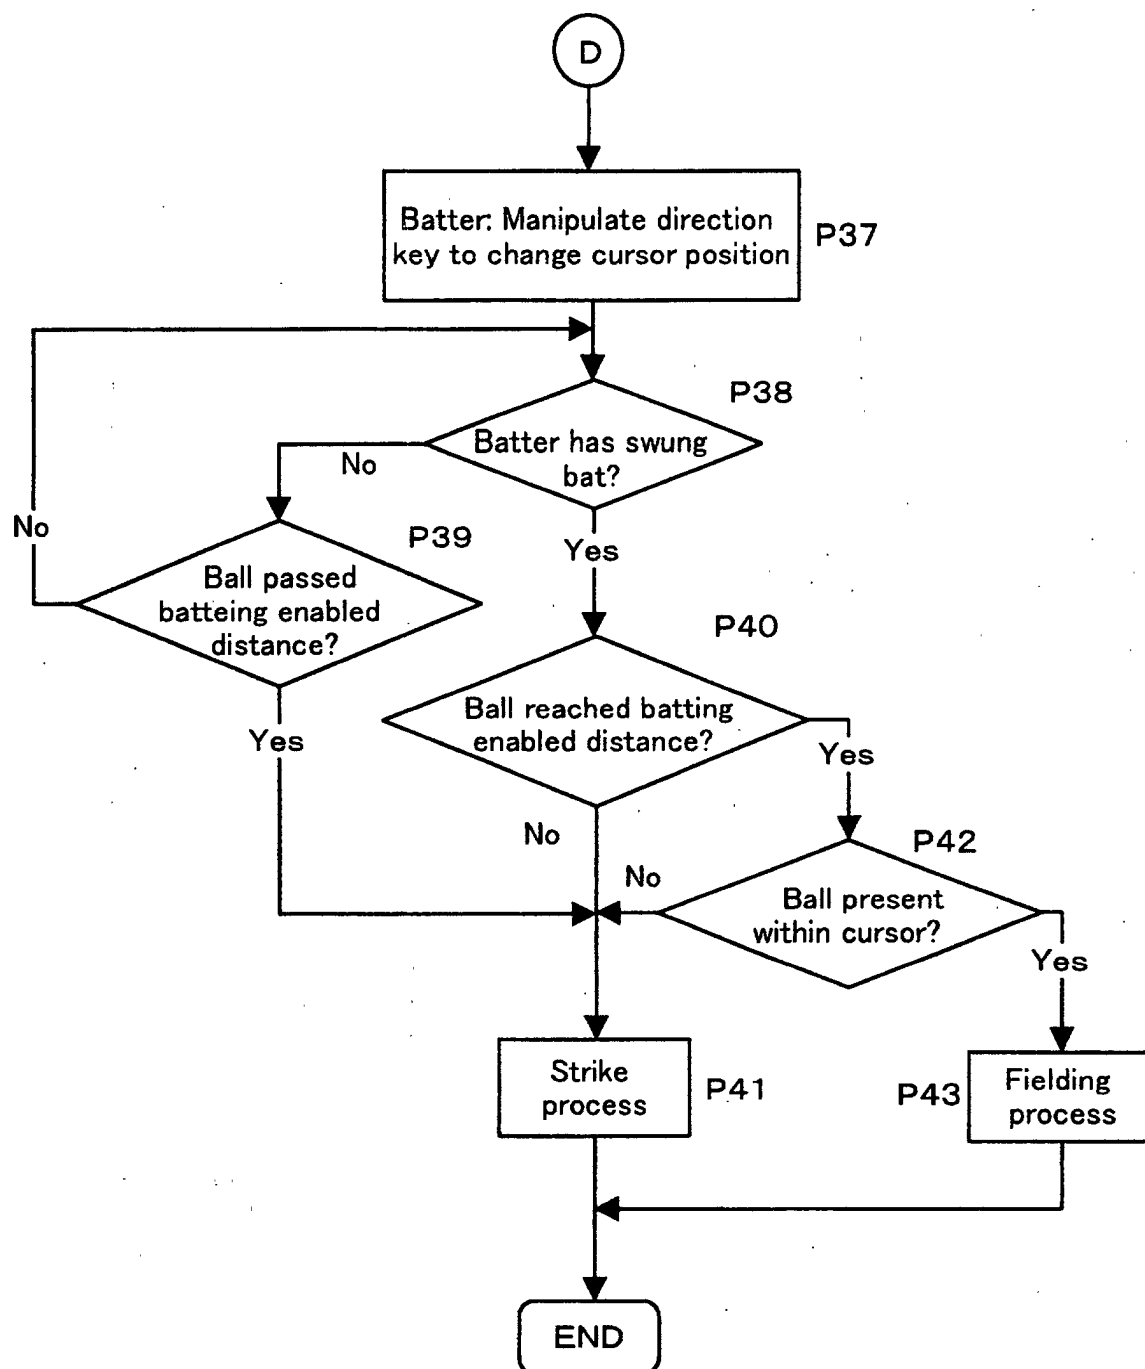 D
Batter: Manipulate direction
key to change cursor position
P37
P38
Batter has swung
bat?
No
No
Yes
P39
Ball passed
batteing enabled
distance?
Yes
P40
Ball reached batting
enabled distance?
Yes
No
P42
No
Ball present
within cursor?
Yes
Strike
process
P41
P43
Fielding
process
END